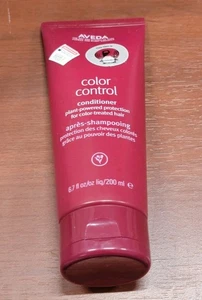 AVEDA
color
control
conditioner
plant-powered protection
for color-treated hair
après-shampooing
protection des cheveux colorés
grâce au pouvoir des plantes
6.7 fl oz/oz liq/200 ml e